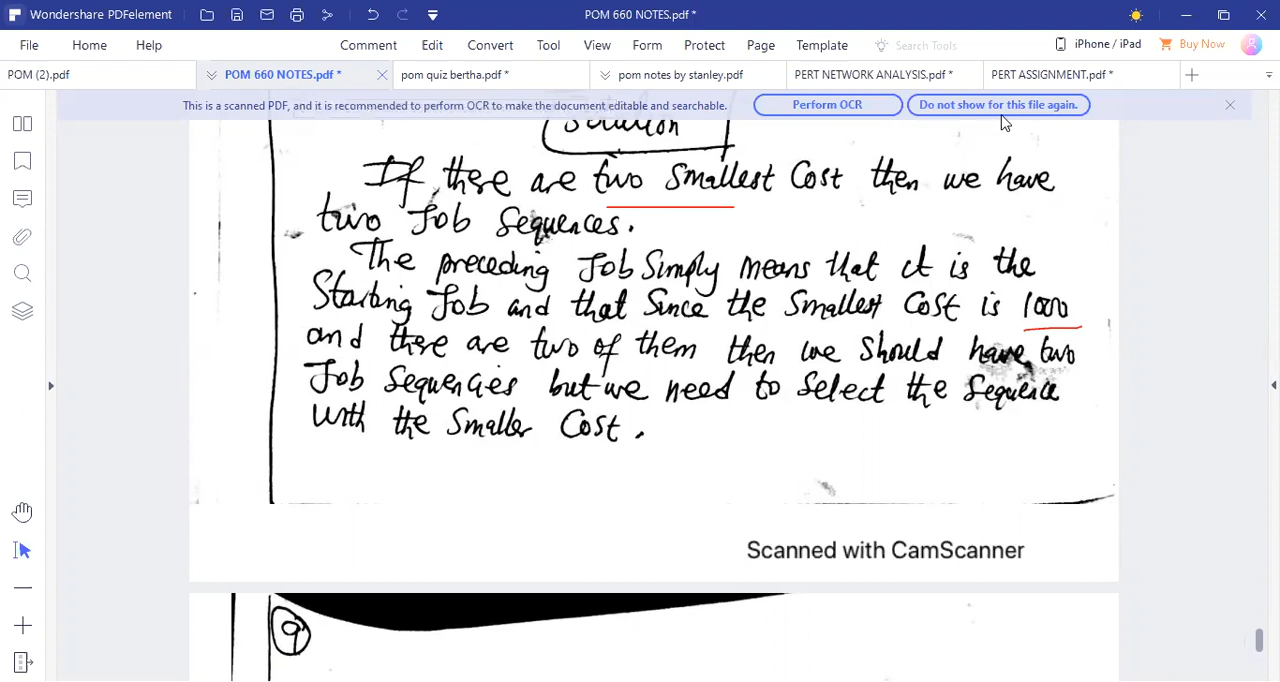 Wondershare PDFelement
POM 660 NOTES.pdf *
File Home Help Comment Edit Convert Tool View Form Protect Page Template Search Tools iPhone / iPad Buy Now
POM (2).pdf
POM 660 NOTES.pdf *
pom quiz bertha.pdf *
pom notes by stanley.pdf
PERT NETWORK ANALYSIS.pdf *
PERT ASSIGNMENT.pdf *
This is a scanned PDF, and it is recommended to perform OCR to make the document editable and searchable.
Perform OCR
Do not show for this file again.
Solution
If there are two smallest Cost then we have
two Job Sequences.
The preceding Job Simply means that it is the
Starting Job and that Since the Smallest Cost is 1000
and there are two of them then we Should have two
Job Sequencies but we need to Select the Sequence
with the Smaller Cost.
Scanned with CamScanner
9